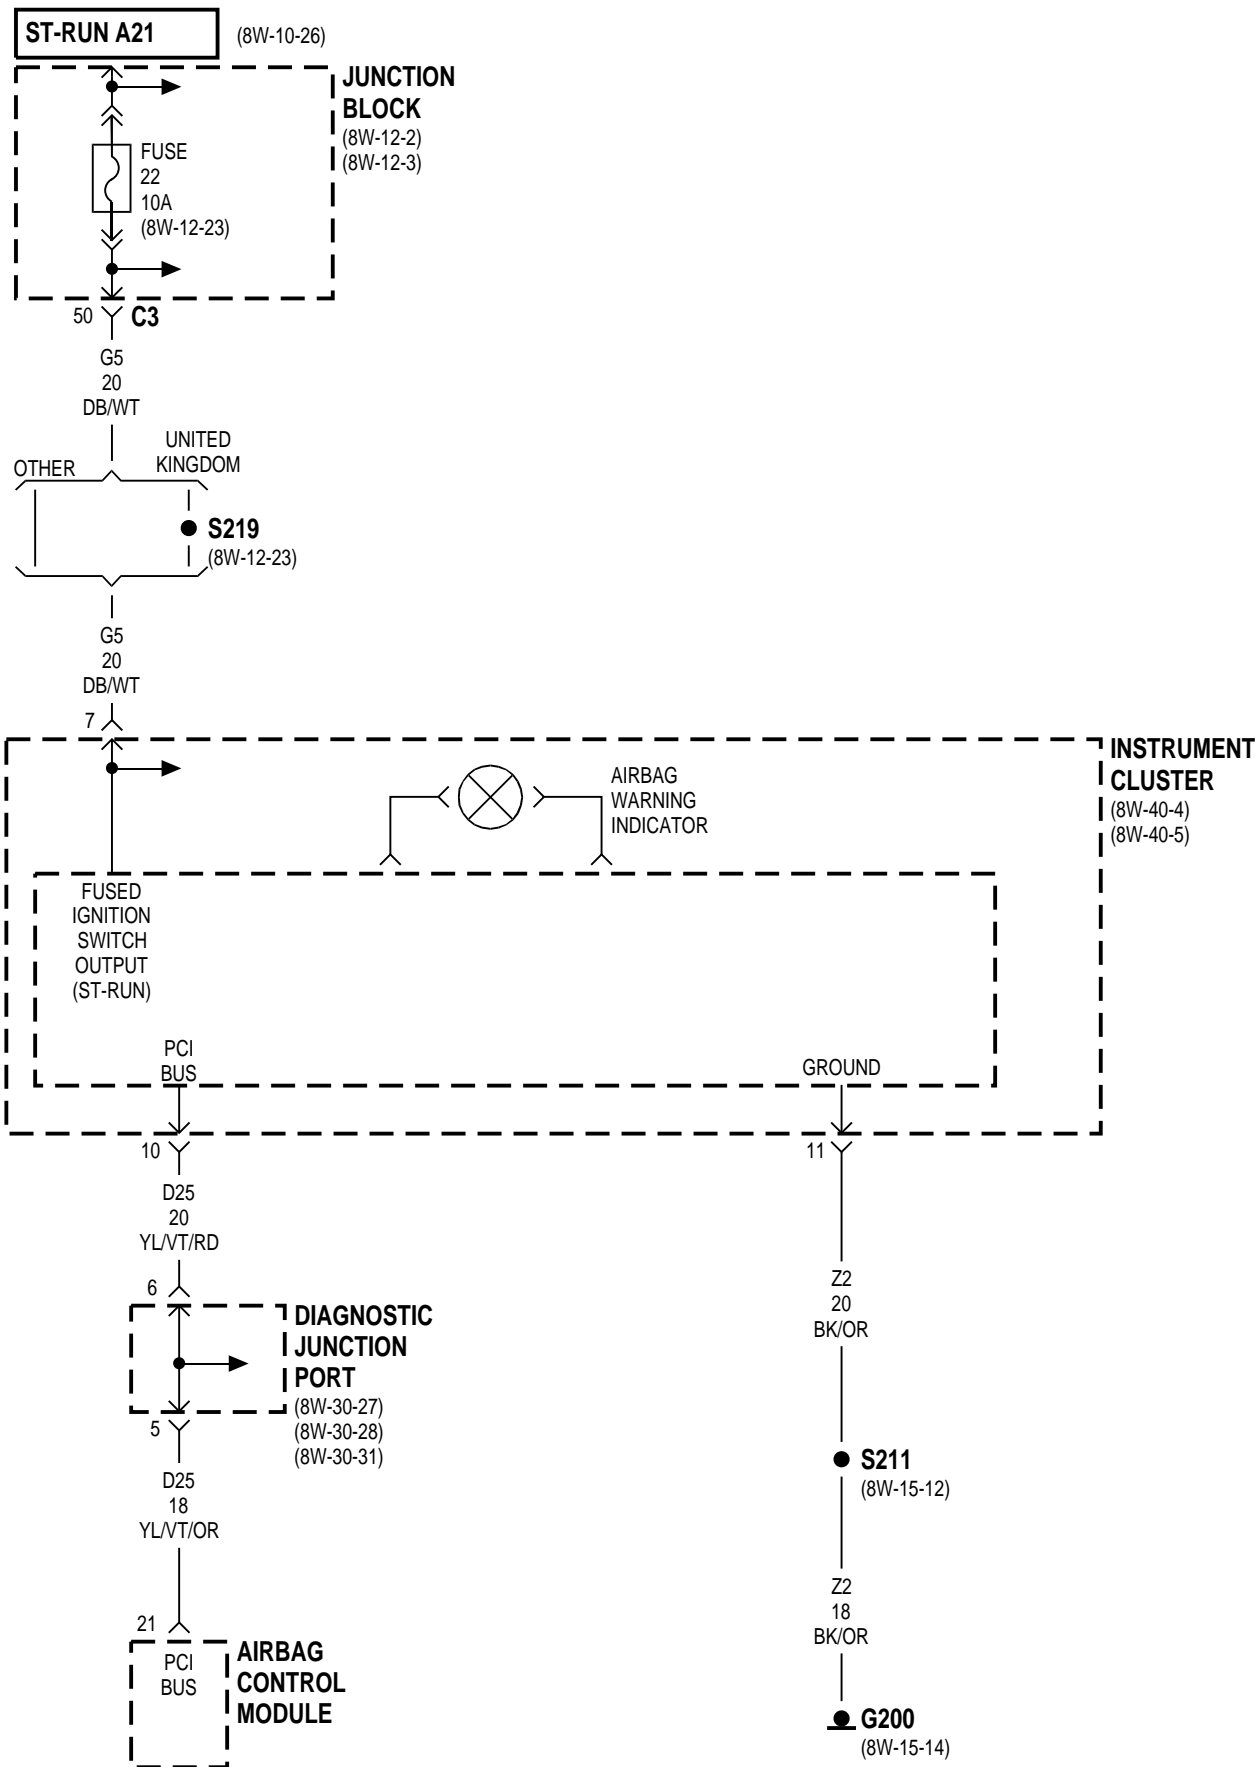 ST-RUN A21
(8W-10-26)
JUNCTION
BLOCK
(8W-12-2)
(8W-12-3)
FUSE
22
10A
(8W-12-23)
50
C3
G5
20
DB/WT
OTHER
UNITED
KINGDOM
S219
(8W-12-23)
G5
20
DB/WT
7
INSTRUMENT
CLUSTER
(8W-40-4)
(8W-40-5)
AIRBAG
WARNING
INDICATOR
FUSED
IGNITION
SWITCH
OUTPUT
(ST-RUN)
PCI
BUS
GROUND
10
11
D25
20
YL/VT/RD
6
DIAGNOSTIC
JUNCTION
PORT
(8W-30-27)
(8W-30-28)
(8W-30-31)
5
D25
18
YL/VT/OR
21
PCI
BUS
AIRBAG
CONTROL
MODULE
Z2
20
BK/OR
S211
(8W-15-12)
Z2
18
BK/OR
G200
(8W-15-14)